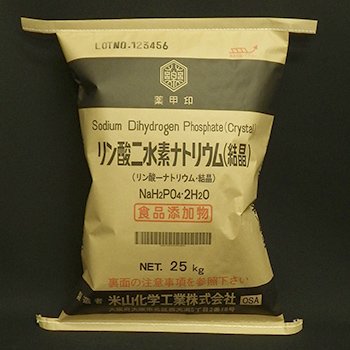 LOT NO. 123456
薬甲印
Sodium Dihydrogen Phosphate (Crystal)
リン酸二水素ナトリウム(結晶)
(リン酸一ナトリウム・結晶)
NaH2PO4・2H2O
食品添加物
NET. 25 kg
裏面の注意事項を参照下さい
米山化学工業株式会社 OSA